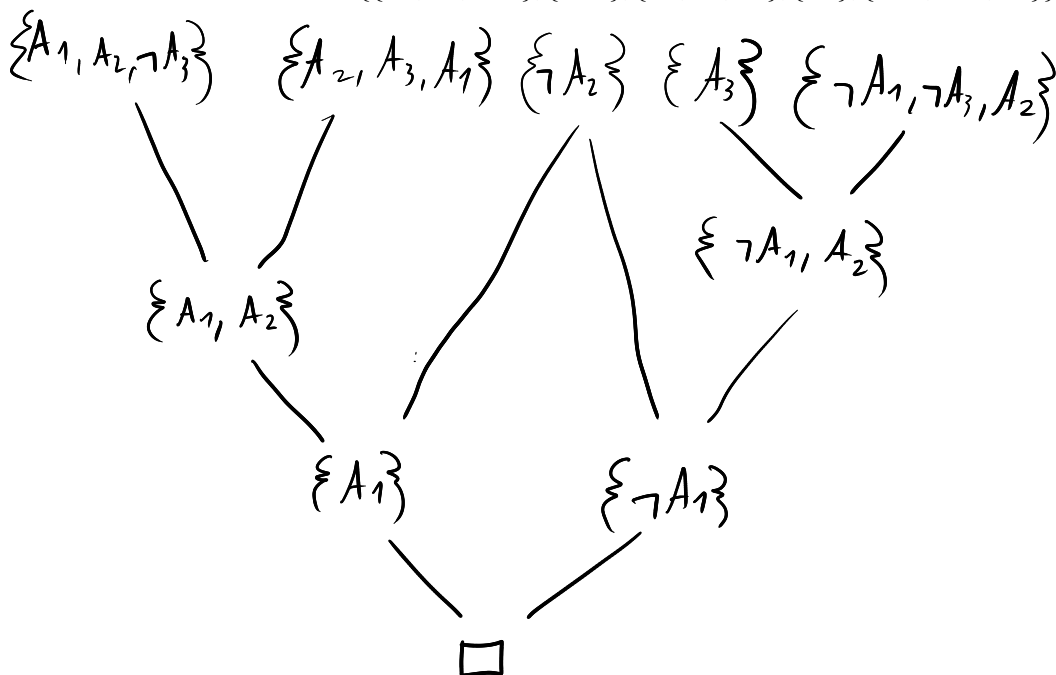 {A1, A2, ¬A3} {A2, A3, A1} {¬A2} {A3} {¬A1, ¬A3, A2}
{¬A1, A2}
{A1, A2}
{A1} {¬A1}